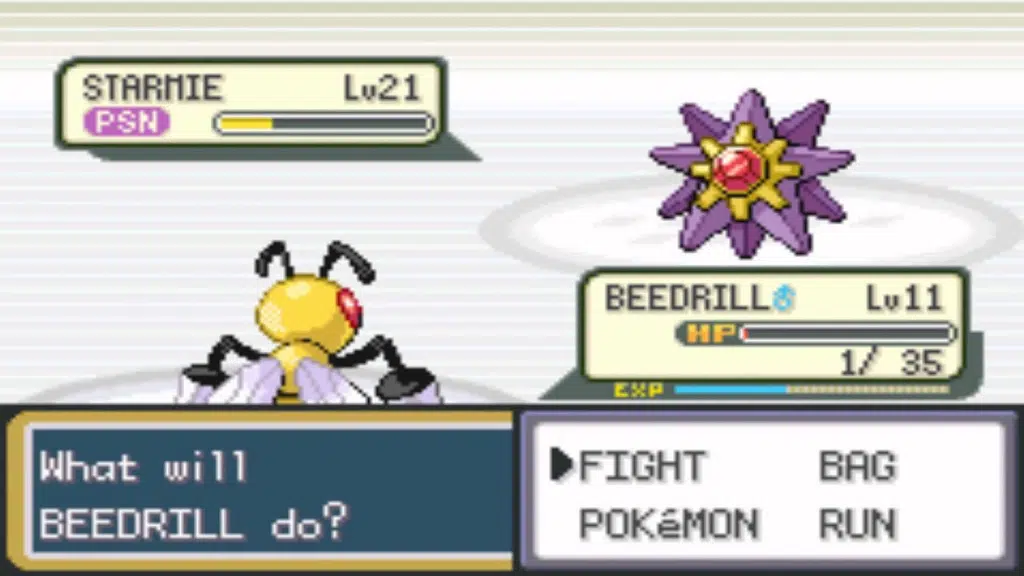 STARMIE Lv21
PSN
BEEDRILL♂ Lv11
HP
1/ 35
EXP
What will
BEEDRILL do?
▶FIGHT BAG
POKéMON RUN